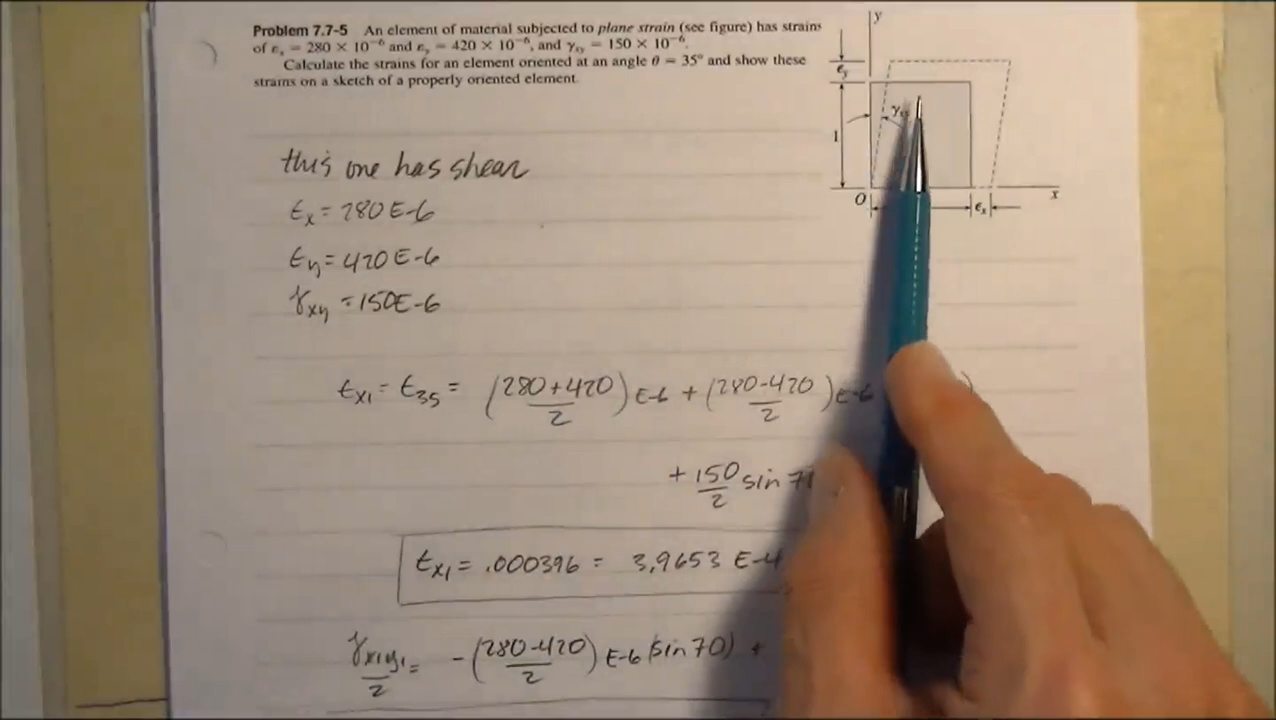 Problem 7.7-5 An element of material subjected to plane strain (see figure) has strains
of εx = 280 × 10⁻⁶ and εy = 420 × 10⁻⁶, and γxy = 150 × 10⁻⁶.
Calculate the strains for an element oriented at an angle θ = 35° and show these
strains on a sketch of a properly oriented element.
y
εy
γ
1
O
εx
x
this one has shear
εx = 280 E-6
εy = 420 E-6
γxy = 150E-6
εx1 = ε35 = (280+420)/2 E-6 + (280-420)/2 E-6
+ 150/2 sin 7
εx1 = .000396 = 3.9653 E-4
γx1y1/2 = -(280-420)/2 E-6 (sin 70) +